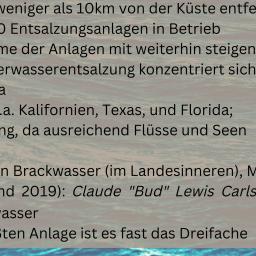 weniger als 10km von der Küste entfe
0 Entsalzungsanlagen in Betrieb
me der Anlagen mit weiterhin steigen
erwasserentsalzung konzentriert sich
a
.a. Kalifornien, Texas, und Florida;
ng, da ausreichend Flüsse und Seen
n Brackwasser (im Landesinneren), M
nd 2019): Claude "Bud" Lewis Carls
wasser
ßten Anlage ist es fast das Dreifache